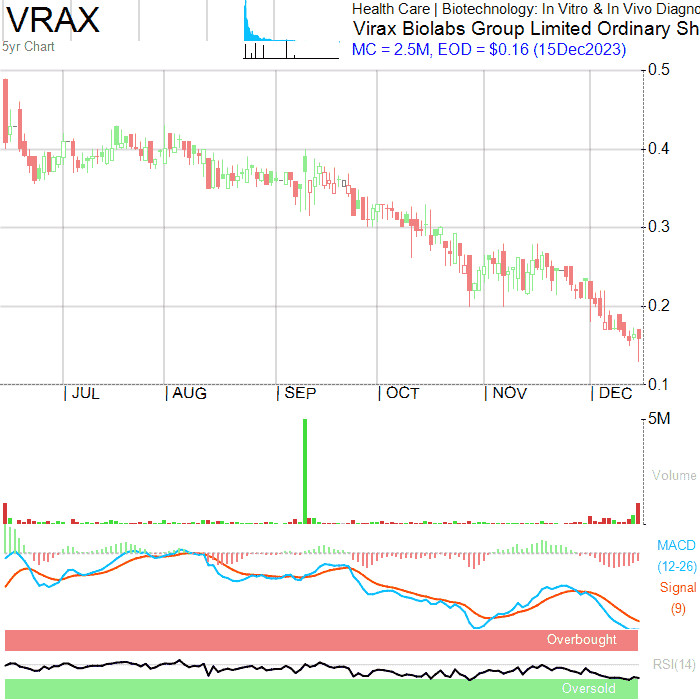 VRAX
5yr Chart
Health Care | Biotechnology: In Vitro & In Vivo Diagno
Virax Biolabs Group Limited Ordinary Sh
MC = 2.5M, EOD = $0.16 (15Dec2023)
0.5
0.4
0.3
0.2
0.1
| JUL | AUG | SEP | OCT | NOV | DEC
5M
Volume
MACD
(12-26)
Signal
(9)
Overbought
RSI(14)
Oversold